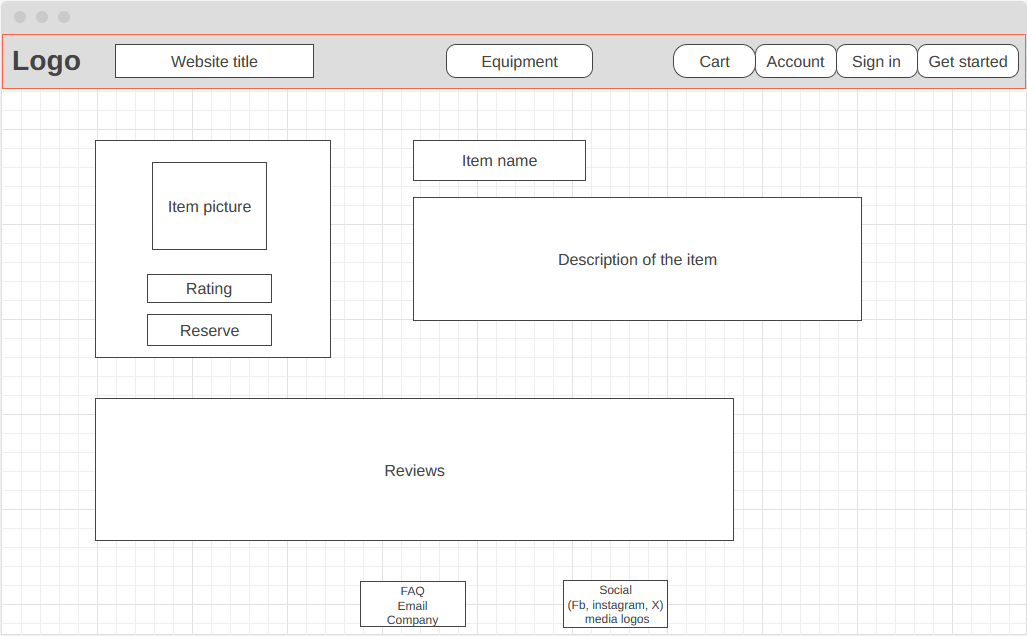 Logo
Website title
Equipment
Cart
Account
Sign in
Get started
Item picture
Rating
Reserve
Item name
Description of the item
Reviews
FAQ
Email
Company
Social
(Fb, instagram, X)
media logos